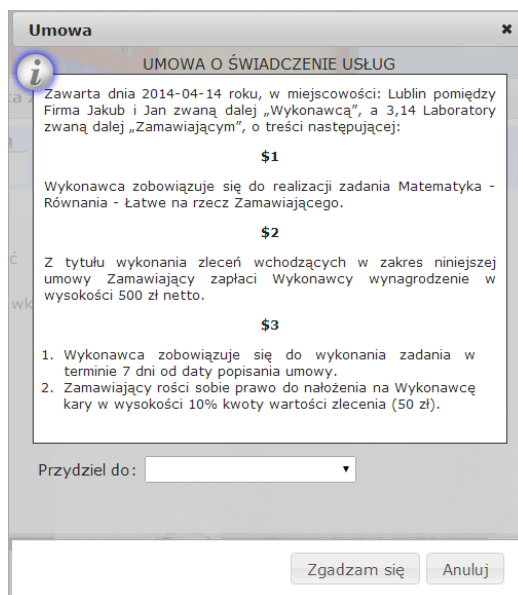 Umowa
UMOWA O ŚWIADCZENIE USŁUG
Zawarta dnia 2014-04-14 roku, w miejscowości: Lublin pomiędzy
Firma Jakub i Jan zwaną dalej „Wykonawcą”, a 3,14 Laboratory
zwaną dalej „Zamawiającym”, o treści następującej:
$1
Wykonawca zobowiązuje się do realizacji zadania Matematyka -
Równania - Łatwe na rzecz Zamawiającego.
$2
Z tytułu wykonania zleceń wchodzących w zakres niniejszej
umowy Zamawiający zapłaci Wykonawcy wynagrodzenie w
wysokości 500 zł netto.
$3
1. Wykonawca zobowiązuje się do wykonania zadania w
terminie 7 dni od daty popisania umowy.
2. Zamawiający rości sobie prawo do nałożenia na Wykonawcę
kary w wysokości 10% kwoty wartości zlecenia (50 zł).
Przydziel do:
Zgadzam się Anuluj